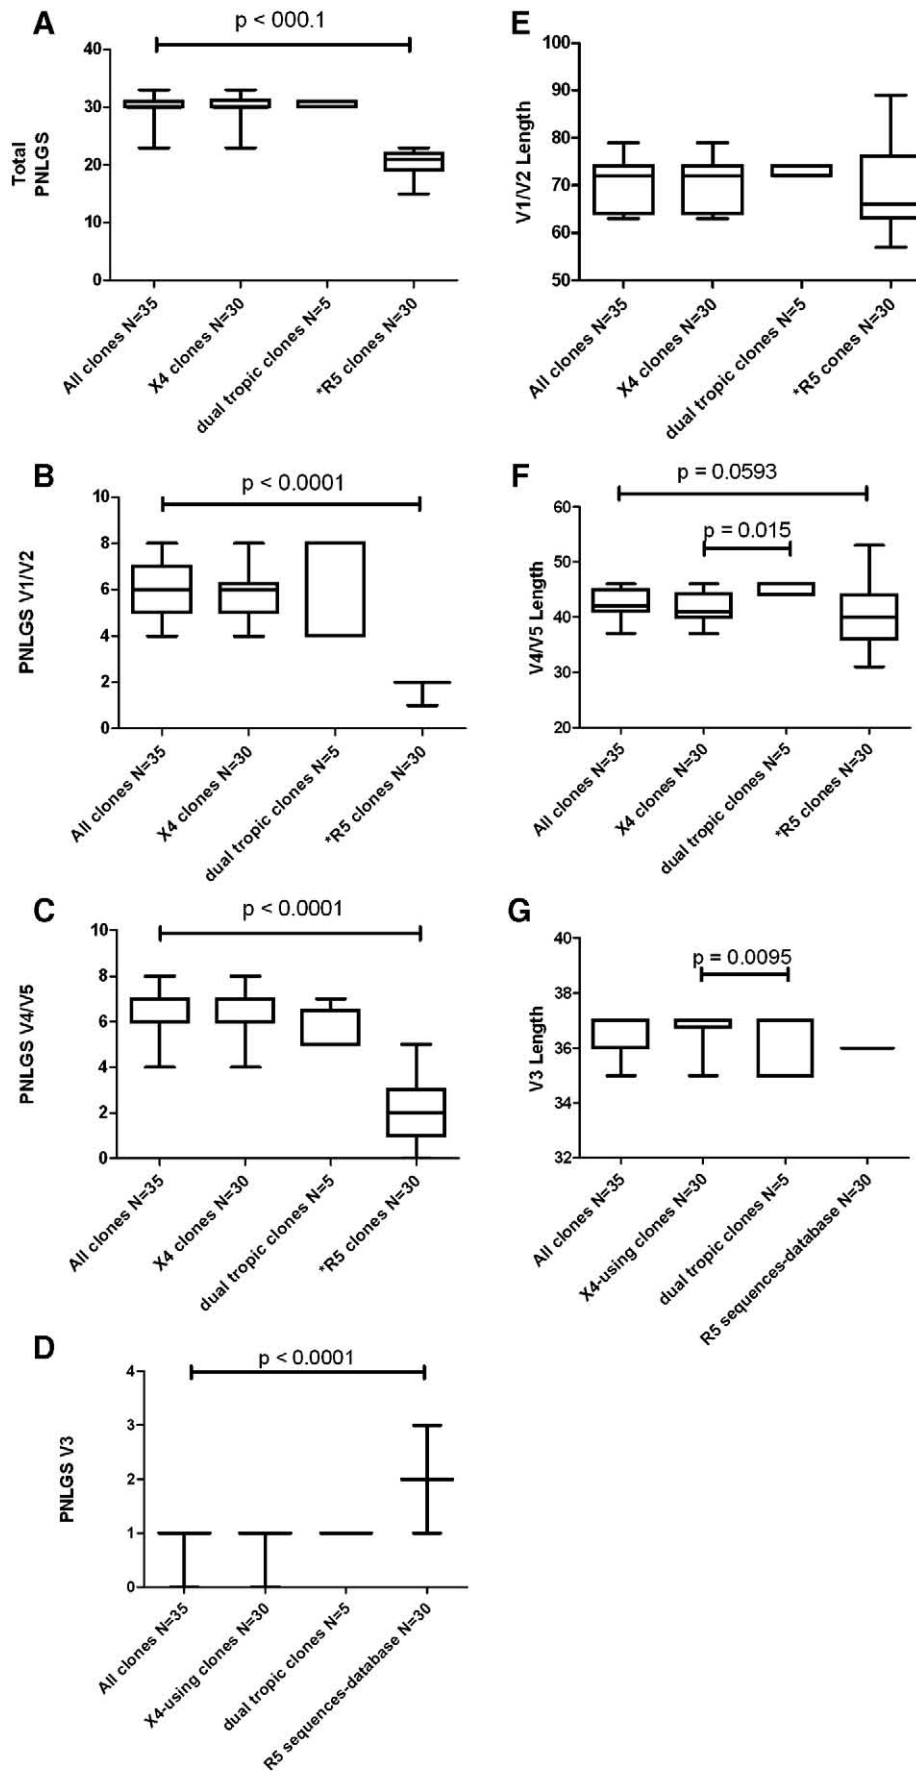 A
p < 000.1
Total
PNLGS
40
30
20
10
0
All clones N=35
X4 clones N=30
dual tropic clones N=5
*R5 clones N=30
B
p < 0.0001
PNLGS V1/V2
10
8
6
4
2
0
All clones N=35
X4 clones N=30
dual tropic clones N=5
*R5 clones N=30
C
p < 0.0001
PNLGS V4/V5
10
8
6
4
2
0
All clones N=35
X4 clones N=30
dual tropic clones N=5
*R5 clones N=30
D
p < 0.0001
PNLGS V3
4
3
2
1
0
All clones N=35
X4-using clones N=30
dual tropic clones N=5
R5 sequences-database N=30
E
V1/V2 Length
100
90
80
70
60
50
All clones N=35
X4 clones N=30
dual tropic clones N=5
*R5 cones N=30
F
p = 0.0593
p = 0.015
V4/V5 Length
60
50
40
30
20
All clones N=35
X4 clones N=30
dual tropic clones N=5
*R5 clones N=30
G
p = 0.0095
V3 Length
40
38
36
34
32
All clones N=35
X4-using clones N=30
dual tropic clones N=5
R5 sequences-database N=30